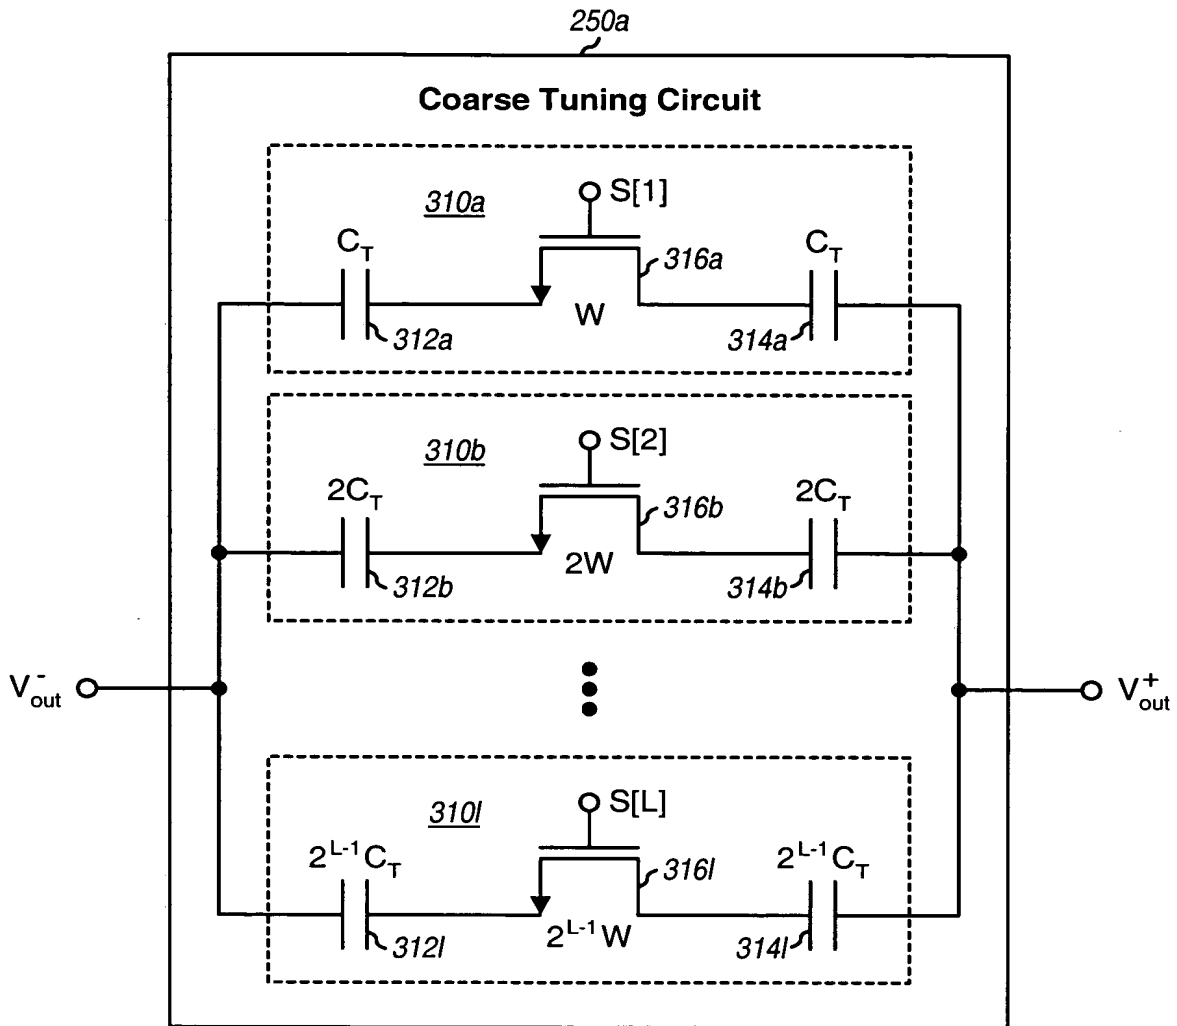 250a
Coarse Tuning Circuit
310a
S[1]
C_T
316a
C_T
312a
W
314a
310b
S[2]
2C_T
316b
2C_T
312b
2W
314b
V_out^-
V_out^+
310l
S[L]
2^{L-1}C_T
316l
2^{L-1}C_T
312l
2^{L-1}W
314l